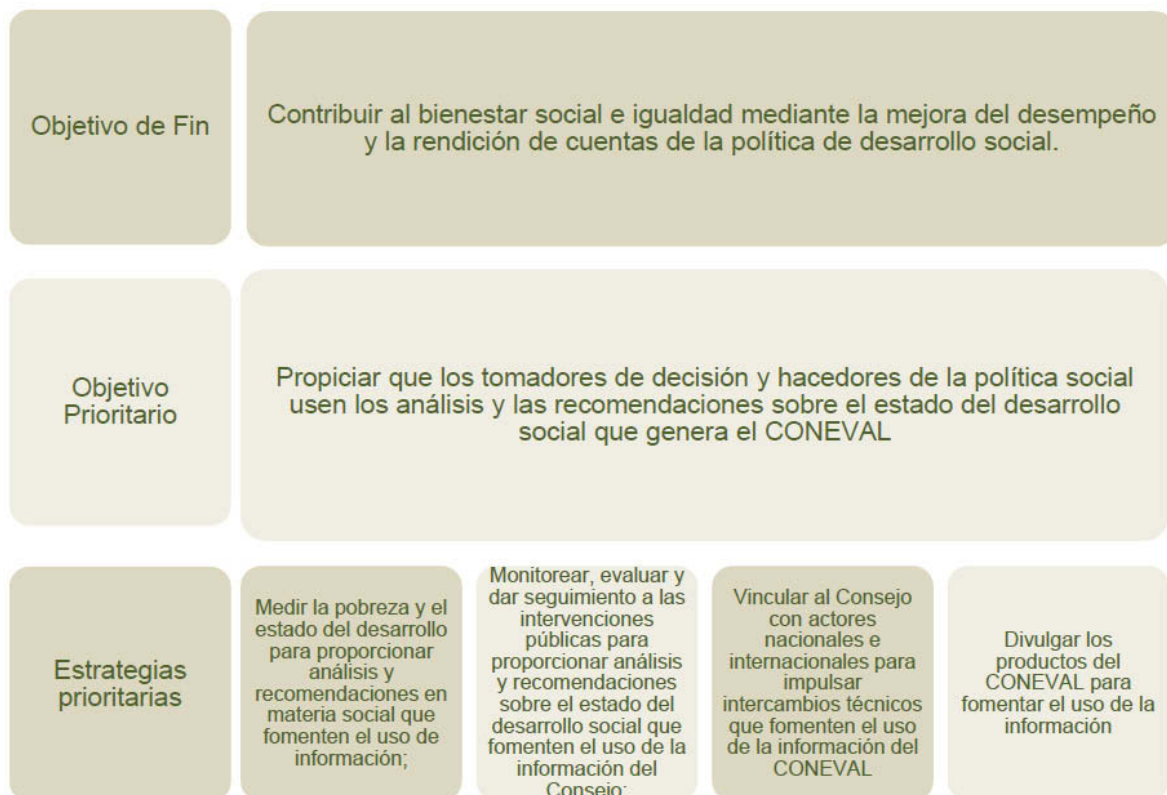 Objetivo de Fin
Contribuir al bienestar social e igualdad mediante la mejora del desempeño
y la rendición de cuentas de la política de desarrollo social.
Objetivo
Prioritario
Propiciar que los tomadores de decisión y hacedores de la política social
usen los análisis y las recomendaciones sobre el estado del desarrollo
social que genera el CONEVAL
Estrategias
prioritarias
Medir la pobreza y el
estado del desarrollo
para proporcionar
análisis y
recomendaciones en
materia social que
fomenten el uso de
información;
Monitorear, evaluar y
dar seguimiento a las
intervenciones
públicas para
proporcionar análisis
y recomendaciones
sobre el estado del
desarrollo social que
fomenten el uso de la
información del
Consejo;
Vincular al Consejo
con actores
nacionales e
internacionales para
impulsar
intercambios técnicos
que fomenten el uso
de la información del
CONEVAL
Divulgar los
productos del
CONEVAL para
fomentar el uso de la
información